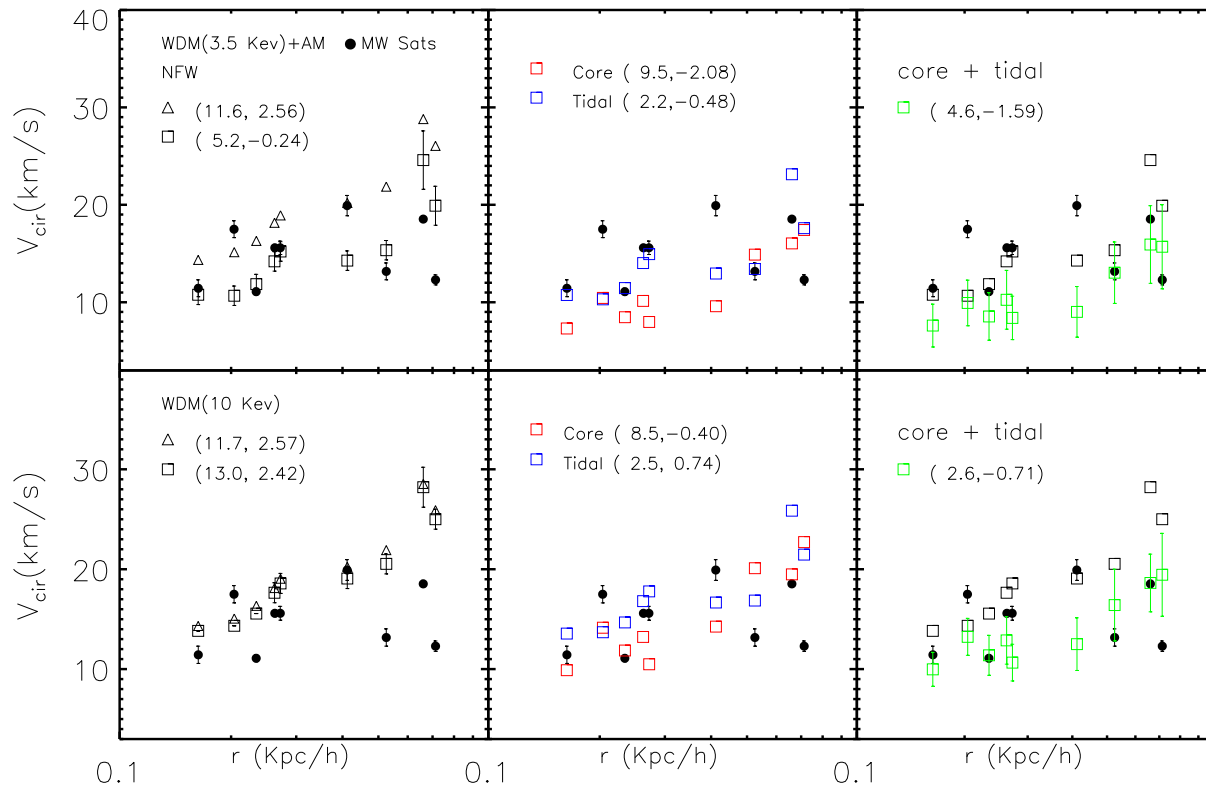 40
30
20
10
V_cir(km/s)
WDM(3.5 Kev)+AM ● MW Sats
NFW
△ (11.6, 2.56)
□ ( 5.2,−0.24)
□ Core ( 9.5,−2.08)
□ Tidal ( 2.2,−0.48)
core + tidal
□ ( 4.6,−1.59)
30
20
10
V_cir(km/s)
WDM(10 Kev)
△ (11.7, 2.57)
□ (13.0, 2.42)
□ Core ( 8.5,−0.40)
□ Tidal ( 2.5, 0.74)
core + tidal
□ ( 2.6,−0.71)
0.1 r (Kpc/h)
0.1 r (Kpc/h)
0.1 r (Kpc/h)